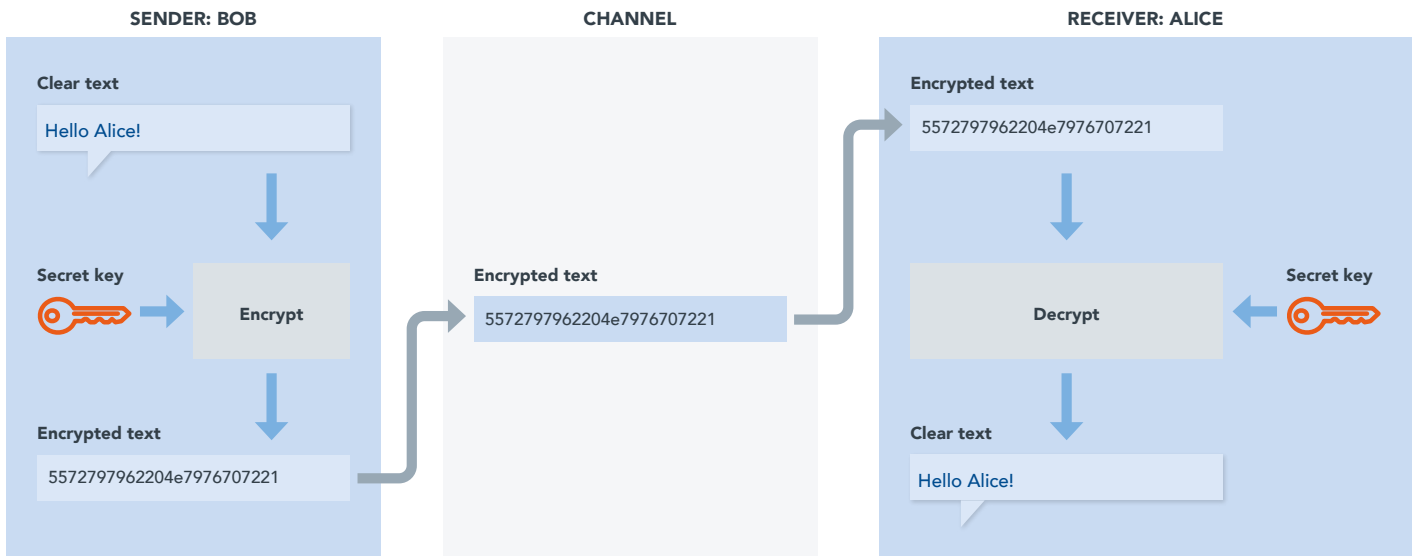 SENDER: BOB
Clear text
Hello Alice!
Secret key
Encrypt
Encrypted text
5572797962204e7976707221
CHANNEL
Encrypted text
5572797962204e7976707221
RECEIVER: ALICE
Encrypted text
5572797962204e7976707221
Decrypt
Secret key
Clear text
Hello Alice!